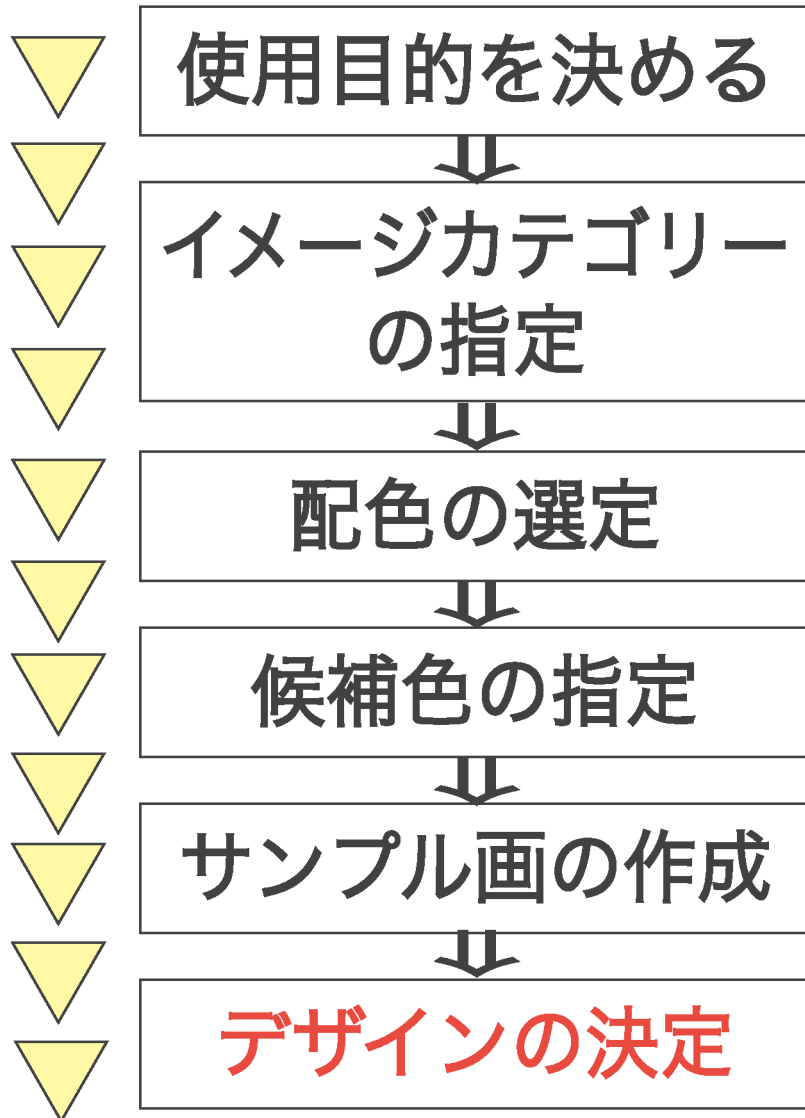 使用目的を決める
イメージカテゴリー
の指定
配色の選定
候補色の指定
サンプル画の作成
デザインの決定